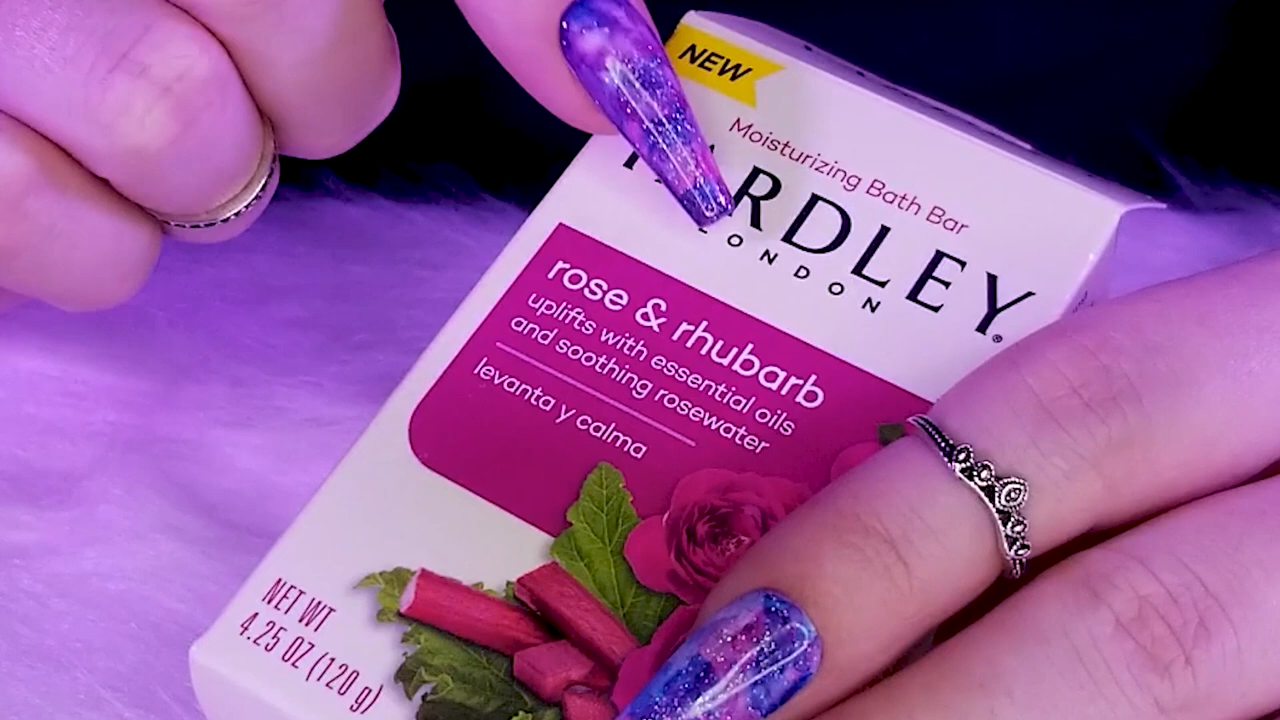 NEW
Moisturizing Bath Bar
YARDLEY
LONDON
rose & rhubarb
uplifts with essential oils
and soothing rosewater
levanta y calma
NET WT
4.25 OZ (120 g)